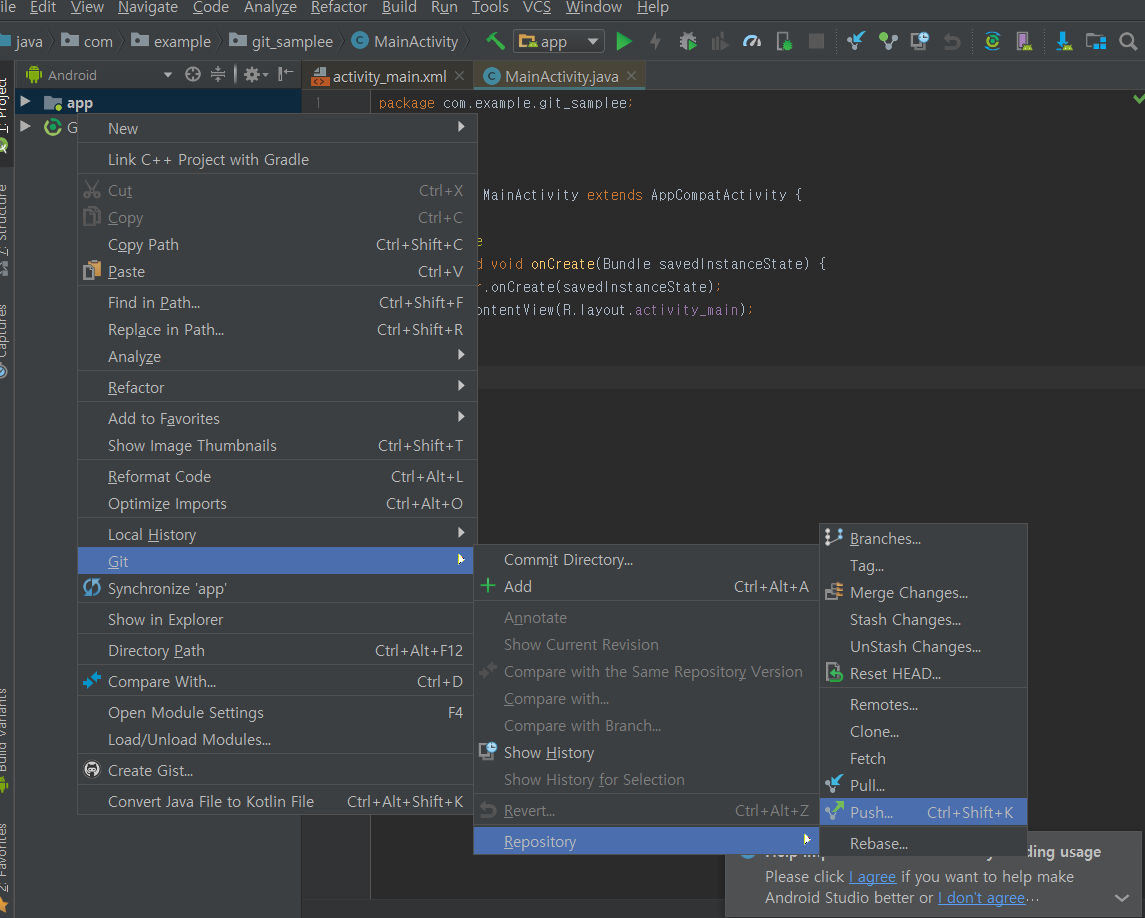 ile Edit View Navigate Code Analyze Refactor Build Run Tools VCS Window Help
java com example git_samplee MainActivity app
Android
activity_main.xml
MainActivity.java
1: Project
app
G
1
package com.example.git_samplee;
MainActivity extends AppCompatActivity {
e
d void onCreate(Bundle savedInstanceState) {
r.onCreate(savedInstanceState);
ontentView(R.layout.activity_main);
New
Link C++ Project with Gradle
Cut Ctrl+X
Copy Ctrl+C
Copy Path Ctrl+Shift+C
Paste Ctrl+V
Find in Path... Ctrl+Shift+F
Replace in Path... Ctrl+Shift+R
Analyze
Refactor
Add to Favorites
Show Image Thumbnails Ctrl+Shift+T
Reformat Code Ctrl+Alt+L
Optimize Imports Ctrl+Alt+O
Local History
Git
Synchronize 'app'
Show in Explorer
Directory Path Ctrl+Alt+F12
Compare With... Ctrl+D
Open Module Settings F4
Load/Unload Modules...
Create Gist...
Convert Java File to Kotlin File Ctrl+Alt+Shift+K
Commit Directory...
Add Ctrl+Alt+A
Annotate
Show Current Revision
Compare with the Same Repository Version
Compare with...
Compare with Branch...
Show History
Show History for Selection
Revert... Ctrl+Alt+Z
Repository
Branches...
Tag...
Merge Changes...
Stash Changes...
UnStash Changes...
Reset HEAD...
Remotes...
Clone...
Fetch
Pull...
Push... Ctrl+Shift+K
Rebase...
ding usage
Please click I agree if you want to help make
Android Studio better or I don't agree...
7: Structure
Captures
Build Variants
2: Favorites